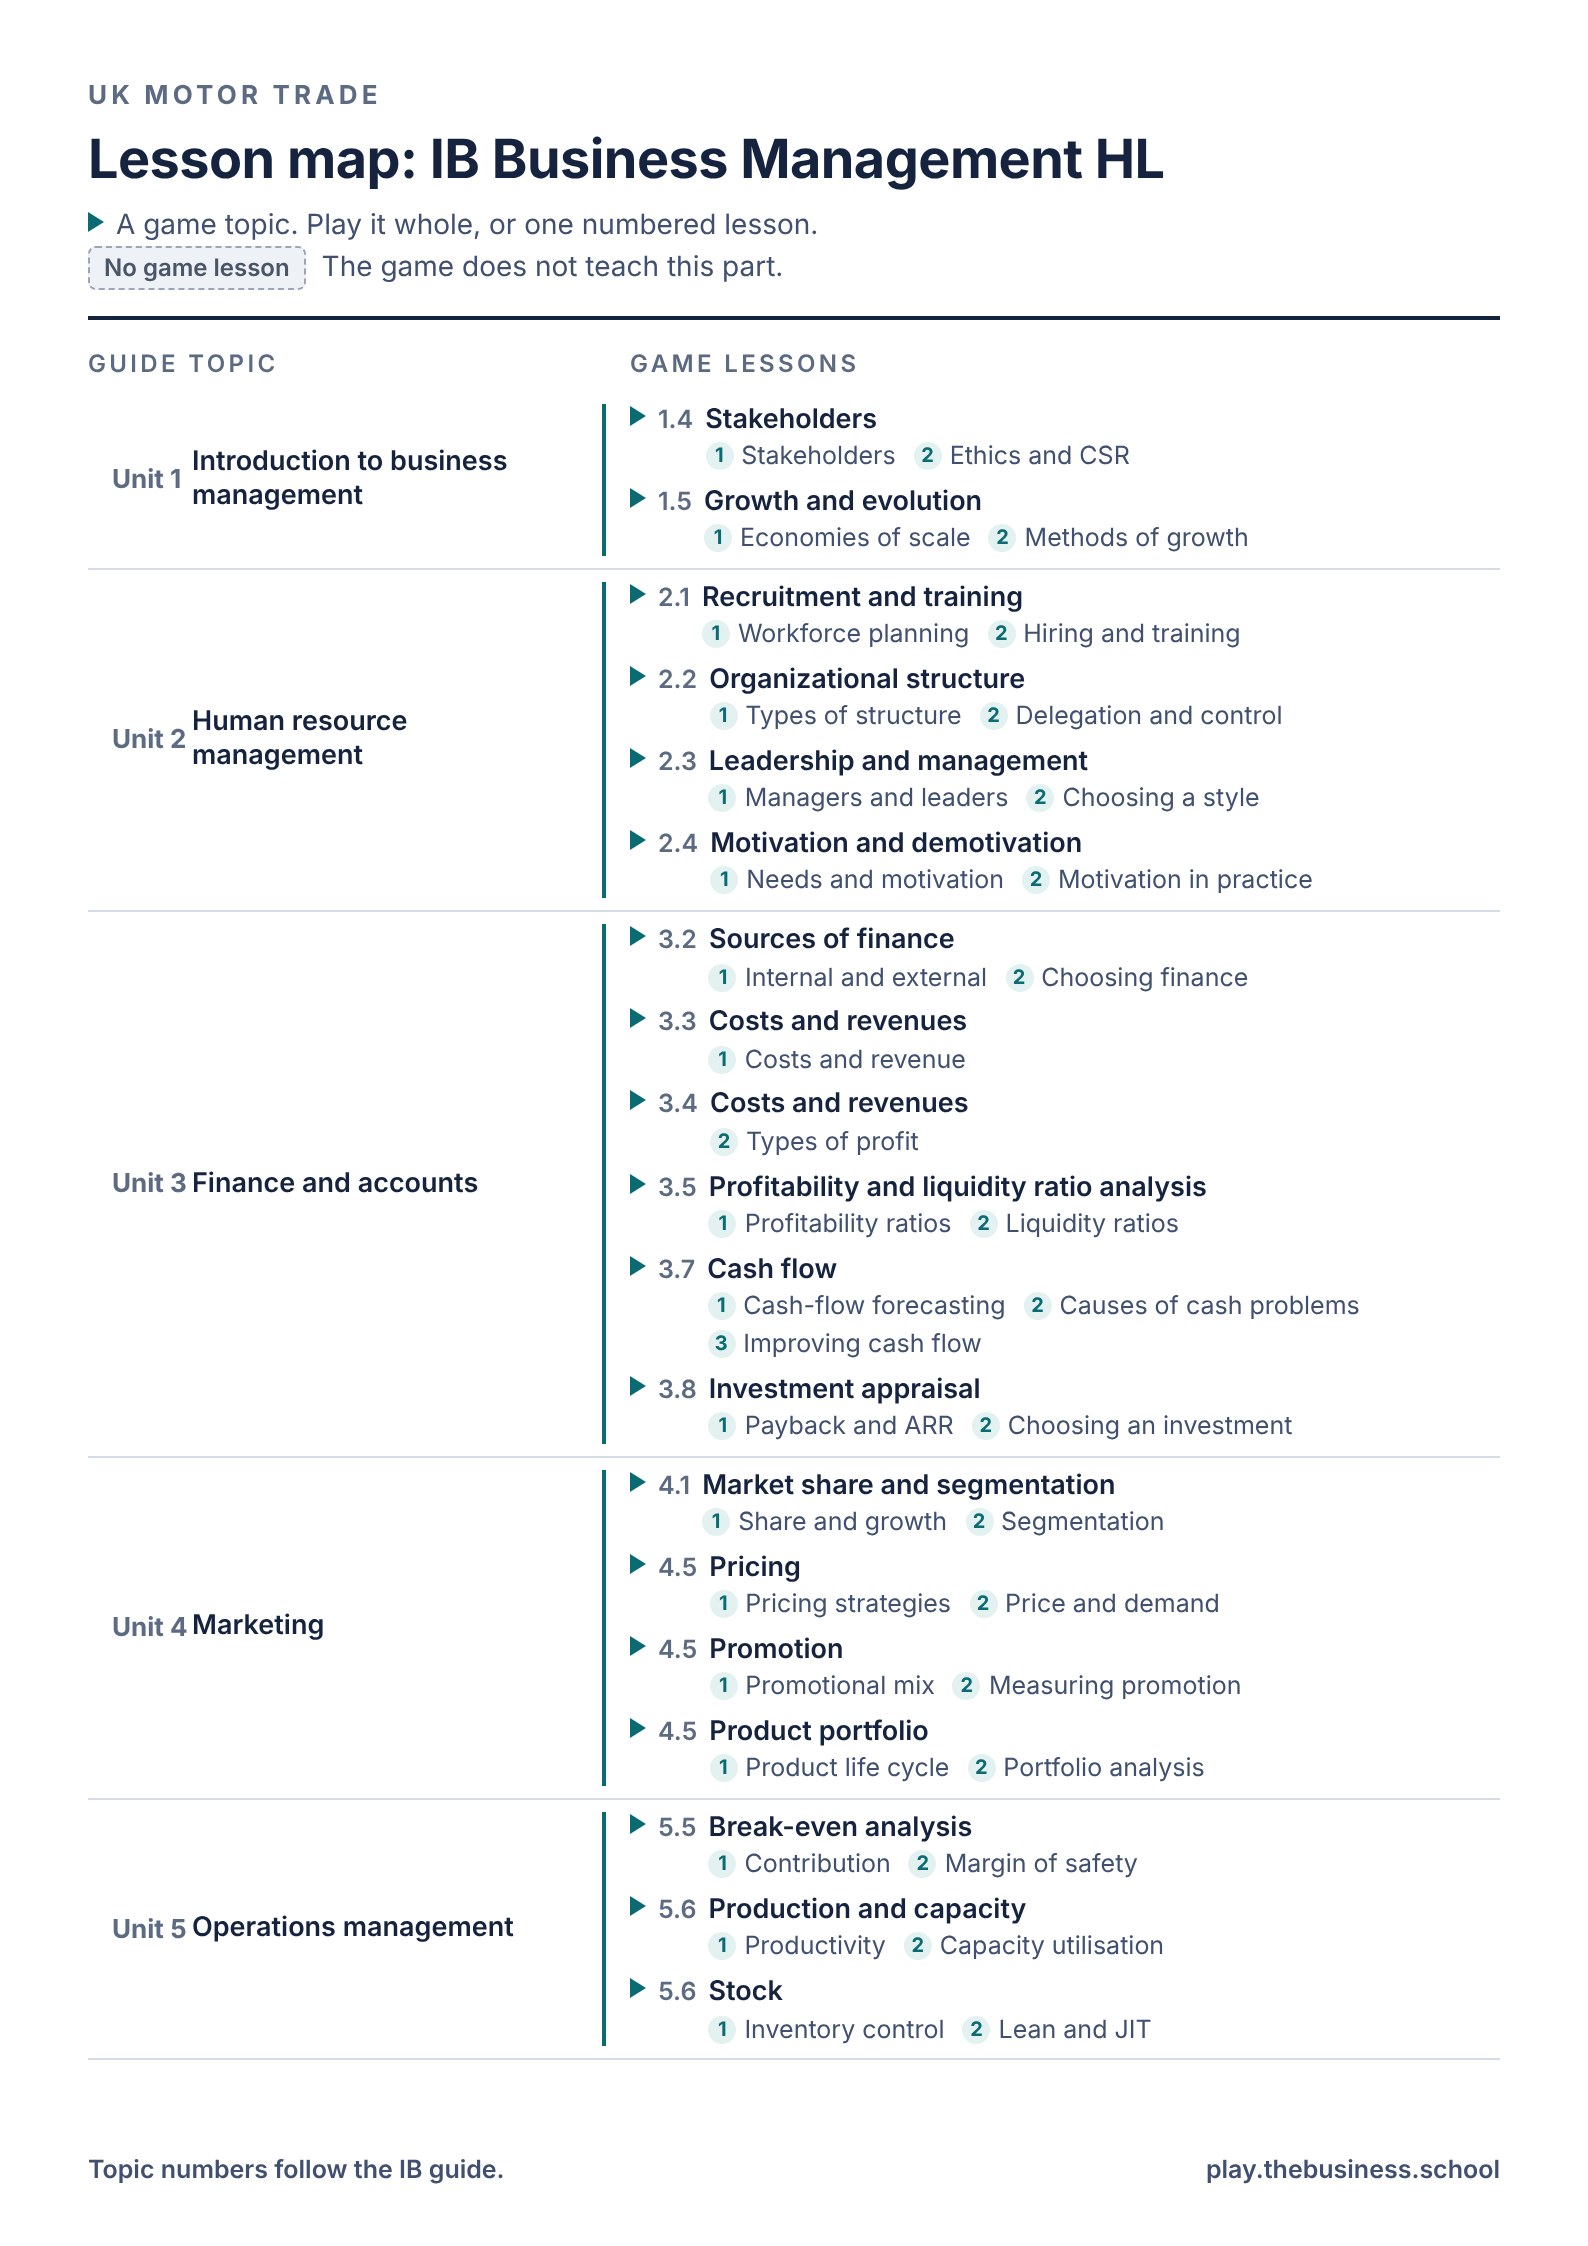 UK MOTOR TRADE
Lesson map: IB Business Management HL
A game topic. Play it whole, or one numbered lesson.
No game lesson The game does not teach this part.
GUIDE TOPIC GAME LESSONS
Unit 1 Introduction to business
management
1.4 Stakeholders
1 Stakeholders 2 Ethics and CSR
1.5 Growth and evolution
1 Economies of scale 2 Methods of growth
Unit 2 Human resource
management
2.1 Recruitment and training
1 Workforce planning 2 Hiring and training
2.2 Organizational structure
1 Types of structure 2 Delegation and control
2.3 Leadership and management
1 Managers and leaders 2 Choosing a style
2.4 Motivation and demotivation
1 Needs and motivation 2 Motivation in practice
Unit 3 Finance and accounts
3.2 Sources of finance
1 Internal and external 2 Choosing finance
3.3 Costs and revenues
1 Costs and revenue
3.4 Costs and revenues
2 Types of profit
3.5 Profitability and liquidity ratio analysis
1 Profitability ratios 2 Liquidity ratios
3.7 Cash flow
1 Cash-flow forecasting 2 Causes of cash problems
3 Improving cash flow
3.8 Investment appraisal
1 Payback and ARR 2 Choosing an investment
Unit 4 Marketing
4.1 Market share and segmentation
1 Share and growth 2 Segmentation
4.5 Pricing
1 Pricing strategies 2 Price and demand
4.5 Promotion
1 Promotional mix 2 Measuring promotion
4.5 Product portfolio
1 Product life cycle 2 Portfolio analysis
Unit 5 Operations management
5.5 Break-even analysis
1 Contribution 2 Margin of safety
5.6 Production and capacity
1 Productivity 2 Capacity utilisation
5.6 Stock
1 Inventory control 2 Lean and JIT
Topic numbers follow the IB guide. play.thebusiness.school